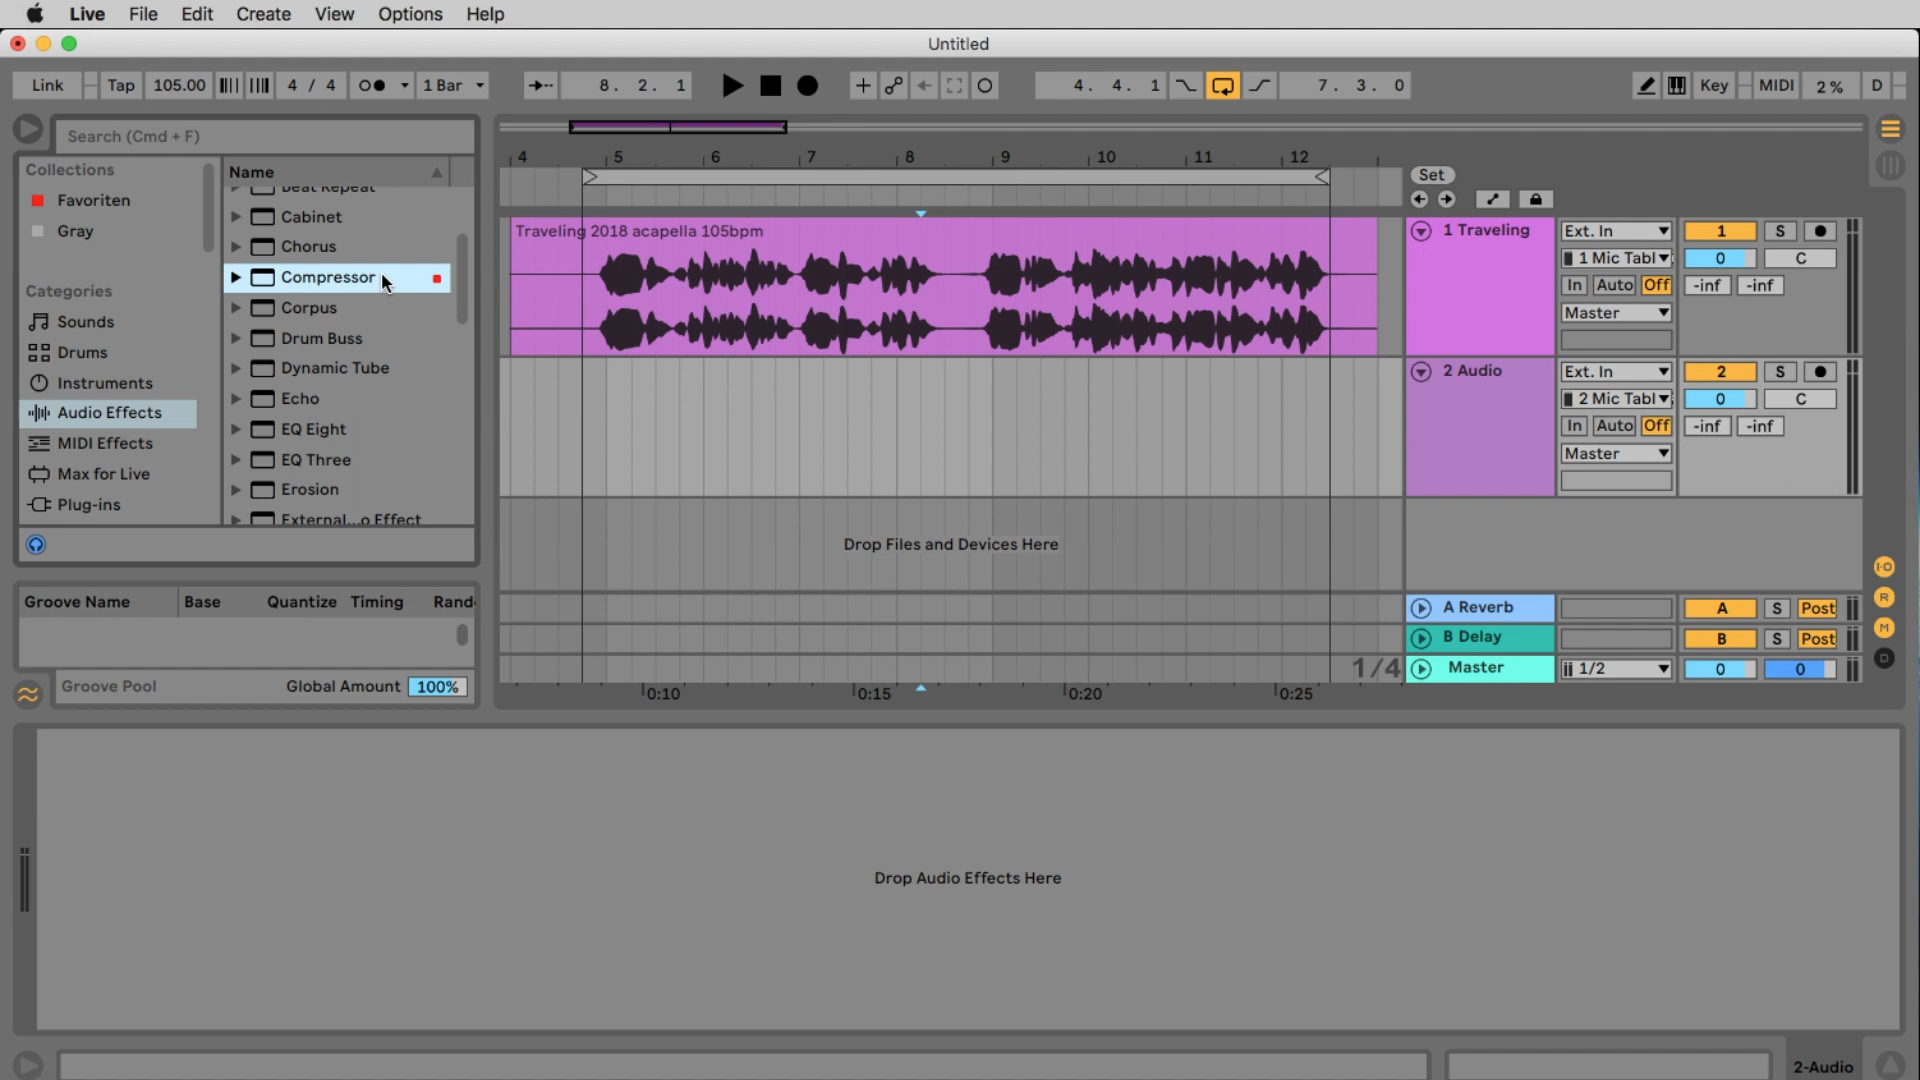 Live File Edit Create View Options Help
Untitled
Link Tap 105.00 4 / 4 1 Bar 8. 2. 1 4. 4. 1 7. 3. 0 Key MIDI 2 % D
Search (Cmd + F)
Collections
Favoriten
Gray
Categories
Sounds
Drums
Instruments
Audio Effects
MIDI Effects
Max for Live
Plug-ins
Name
Beat Repeat
Cabinet
Chorus
Compressor
Corpus
Drum Buss
Dynamic Tube
Echo
EQ Eight
EQ Three
Erosion
External...o Effect
Groove Name Base Quantize Timing Rand
Groove Pool Global Amount 100%
4 5 6 7 8 9 10 11 12
Set
Traveling 2018 acapella 105bpm
1 Traveling Ext. In 1 S
1 Mic Tabl 0 C
In Auto Off -inf -inf
Master
2 Audio Ext. In 2 S
2 Mic Tabl 0 C
In Auto Off -inf -inf
Master
Drop Files and Devices Here
I-O
R
M
D
A Reverb A S Post
B Delay B S Post
1/4 Master 1/2 0 0
0:10 0:15 0:20 0:25
Drop Audio Effects Here
2-Audio